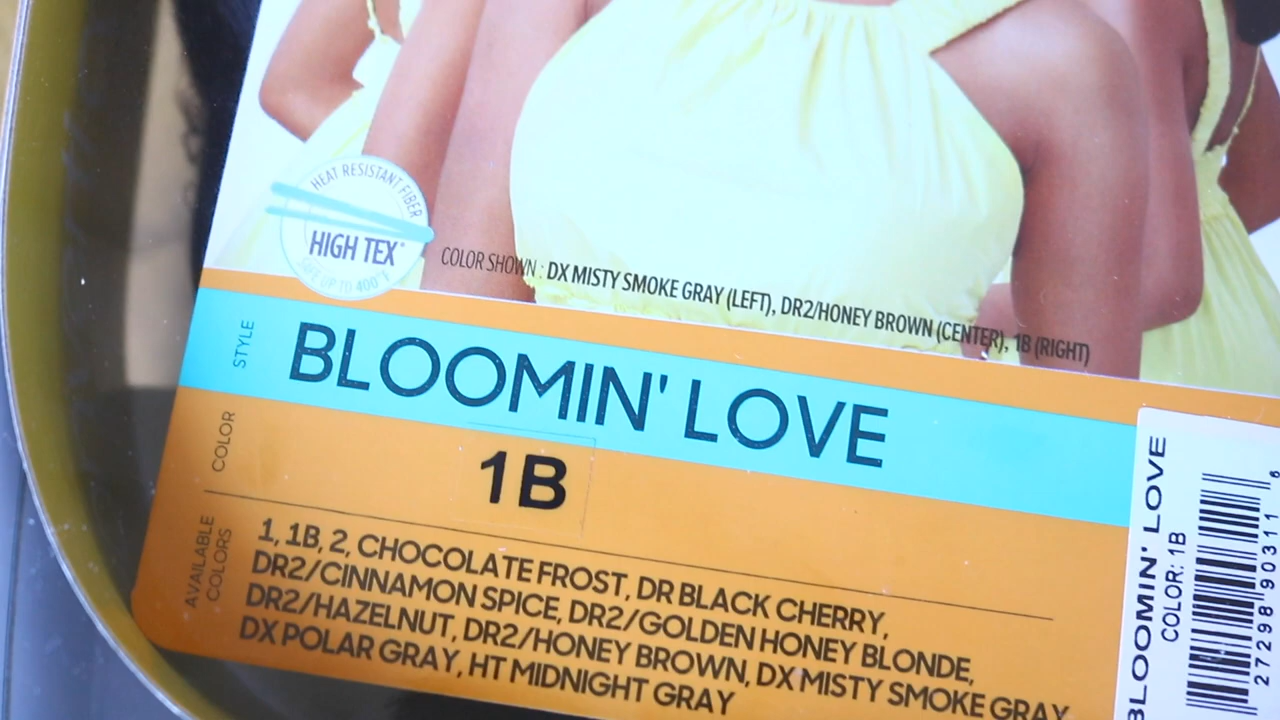 HEAT RESISTANT FIBER
HIGH TEX®
SAFE UP TO 400°F
COLOR SHOWN : DX MISTY SMOKE GRAY (LEFT), DR2/HONEY BROWN (CENTER), 1B (RIGHT)
STYLE
BLOOMIN' LOVE
COLOR
1B
AVAILABLE
COLORS
1, 1B, 2, CHOCOLATE FROST, DR BLACK CHERRY,
DR2/CINNAMON SPICE, DR2/GOLDEN HONEY BLONDE,
DR2/HAZELNUT, DR2/HONEY BROWN, DX MISTY SMOKE GRAY
DX POLAR GRAY, HT MIDNIGHT GRAY
BLOOMIN' LOVE
COLOR: 1B
27298 90311 6